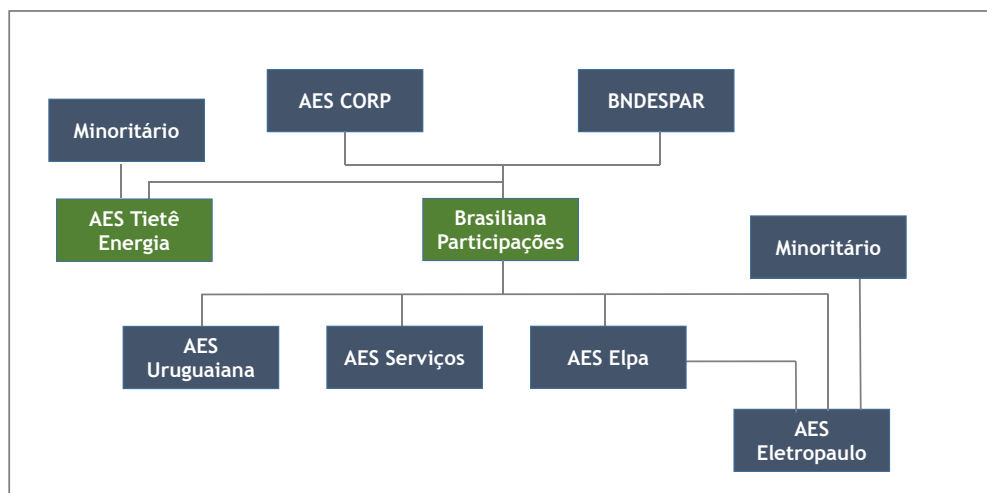 AES CORP
BNDESPAR
Minoritário
AES Tietê
Energia
Brasiliana
Participações
Minoritário
AES
Uruguaiana
AES Serviços
AES Elpa
AES
Eletropaulo